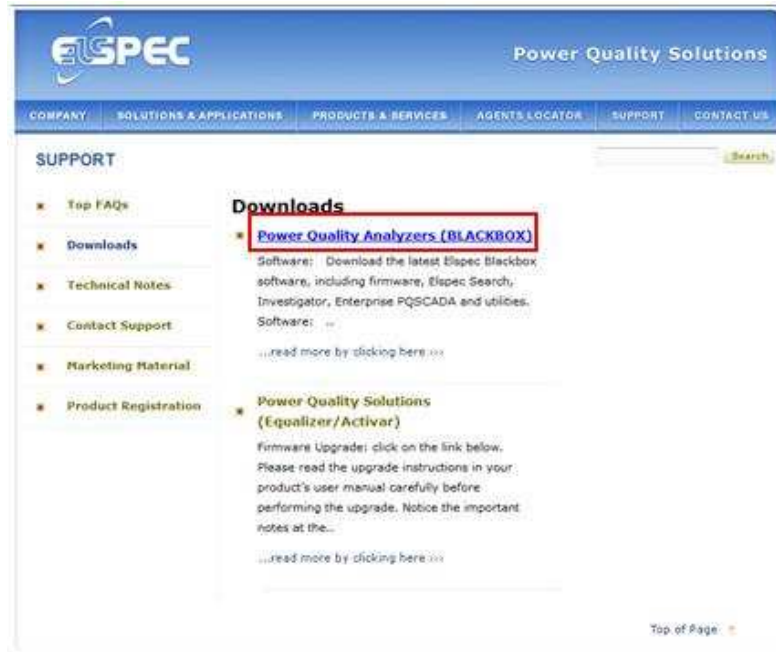 ELSPEC
Power Quality Solutions
COMPANY SOLUTIONS & APPLICATIONS PRODUCTS & SERVICES AGENTS LOCATOR SUPPORT CONTACT US
SUPPORT
Search
Top FAQs
Downloads
Technical Notes
Contact Support
Marketing Material
Product Registration
Downloads
Power Quality Analyzers (BLACKBOX)
Software: Download the latest Elspec Blackbox
software, including firmware, Elspec Search,
Investigator, Enterprise PQSCADA and utilities.
Software: ..
...read more by clicking here >>>
Power Quality Solutions
(Equalizer/Activar)
Firmware Upgrade: click on the link below.
Please read the upgrade instructions in your
product's user manual carefully before
performing the upgrade. Notice the important
notes at the..
...read more by clicking here >>>
Top of Page